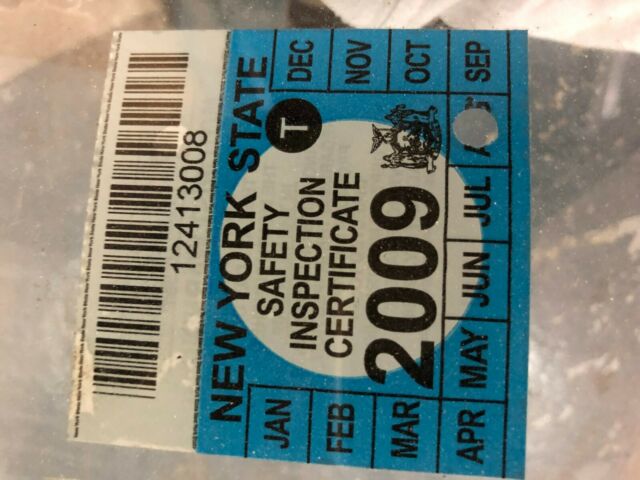 12413008
NEW YORK STATE
JAN SAFETY T DEC
FEB INSPECTION NOV
CERTIFICATE
MAR 2009 OCT
APR MAY JUN JUL SEP